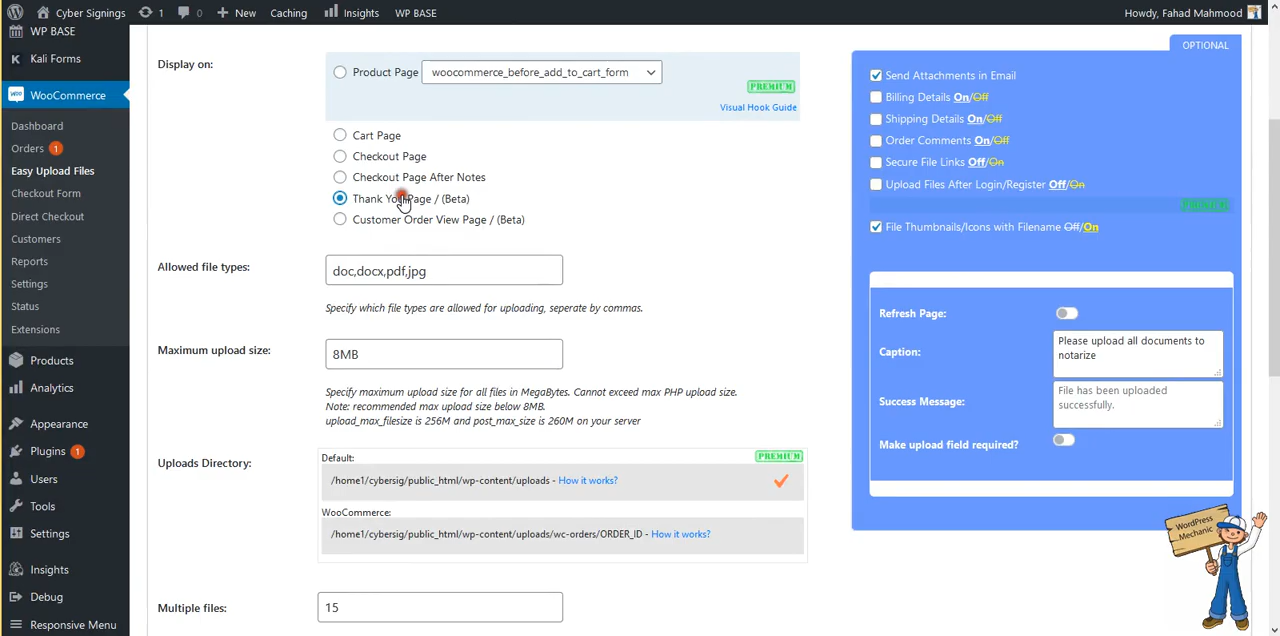 Cyber Signings 1 0 New Caching Insights WP BASE Howdy, Fahad Mahmood
WP BASE
Kali Forms
WooCommerce
Dashboard
Orders 1
Easy Upload Files
Checkout Form
Direct Checkout
Customers
Reports
Settings
Status
Extensions
Products
Analytics
Appearance
Plugins 1
Users
Tools
Settings
Insights
Debug
Responsive Menu
Display on:
Product Page woocommerce_before_add_to_cart_form
PREMIUM
Visual Hook Guide
Cart Page
Checkout Page
Checkout Page After Notes
Thank You Page / (Beta)
Customer Order View Page / (Beta)
Allowed file types:
doc,docx,pdf,jpg
Specify which file types are allowed for uploading, seperate by commas.
Maximum upload size:
8MB
Specify maximum upload size for all files in MegaBytes. Cannot exceed max PHP upload size.
Note: recommended max upload size below 8MB.
upload_max_filesize is 256M and post_max_size is 260M on your server
Uploads Directory:
Default:
PREMIUM
/home1/cybersig/public_html/wp-content/uploads - How it works?
WooCommerce:
/home1/cybersig/public_html/wp-content/uploads/wc-orders/ORDER_ID - How it works?
Multiple files:
15
OPTIONAL
Send Attachments in Email
Billing Details On/Off
Shipping Details On/Off
Order Comments On/Off
Secure File Links Off/On
Upload Files After Login/Register Off/On
PREMIUM
File Thumbnails/Icons with Filename Off/On
Refresh Page:
Caption:
Please upload all documents to
notarize
Success Message:
File has been uploaded
successfully.
Make upload field required?
WordPress
Mechanic